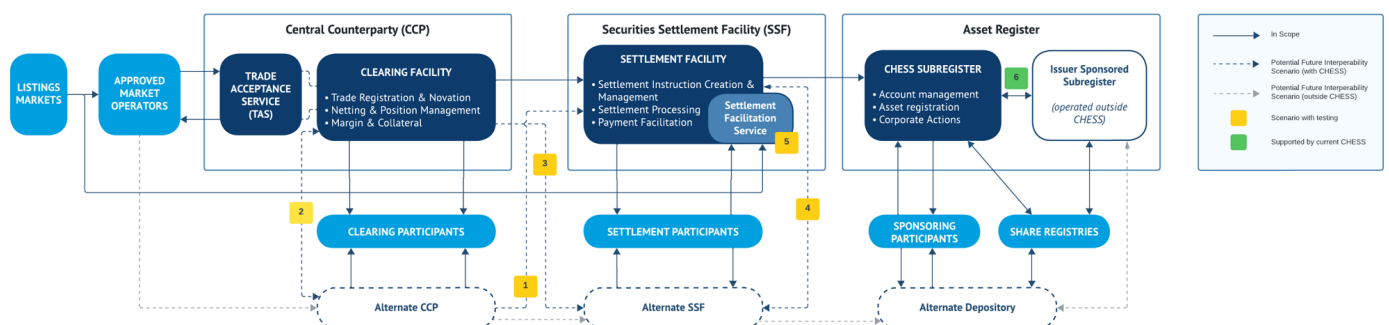 Central Counterparty (CCP)
Securities Settlement Facility (SSF)
Asset Register
LISTINGS
MARKETS
APPROVED
MARKET
OPERATORS
TRADE
ACCEPTANCE
SERVICE
(TAS)
CLEARING FACILITY
• Trade Registration & Novation
• Netting & Position Management
• Margin & Collateral
SETTLEMENT FACILITY
• Settlement Instruction Creation &
Management
• Settlement Processing
• Payment Facilitation
Settlement
Facilitation
Service
5
CHESS SUBREGISTER
• Account management
• Asset registration
• Corporate Actions
6
Issuer Sponsored
Subregister
(operated outside
CHESS)
In Scope
Potential Future Interperability
Scenario (with CHESS)
Potential Future Interperability
Scenario (outside CHESS)
Scenario with testing
Supported by current CHESS
3
2
4
CLEARING PARTICIPANTS
SETTLEMENT PARTICIPANTS
SPONSORING
PARTICIPANTS
SHARE REGISTRIES
1
Alternate CCP
Alternate SSF
Alternate Depository